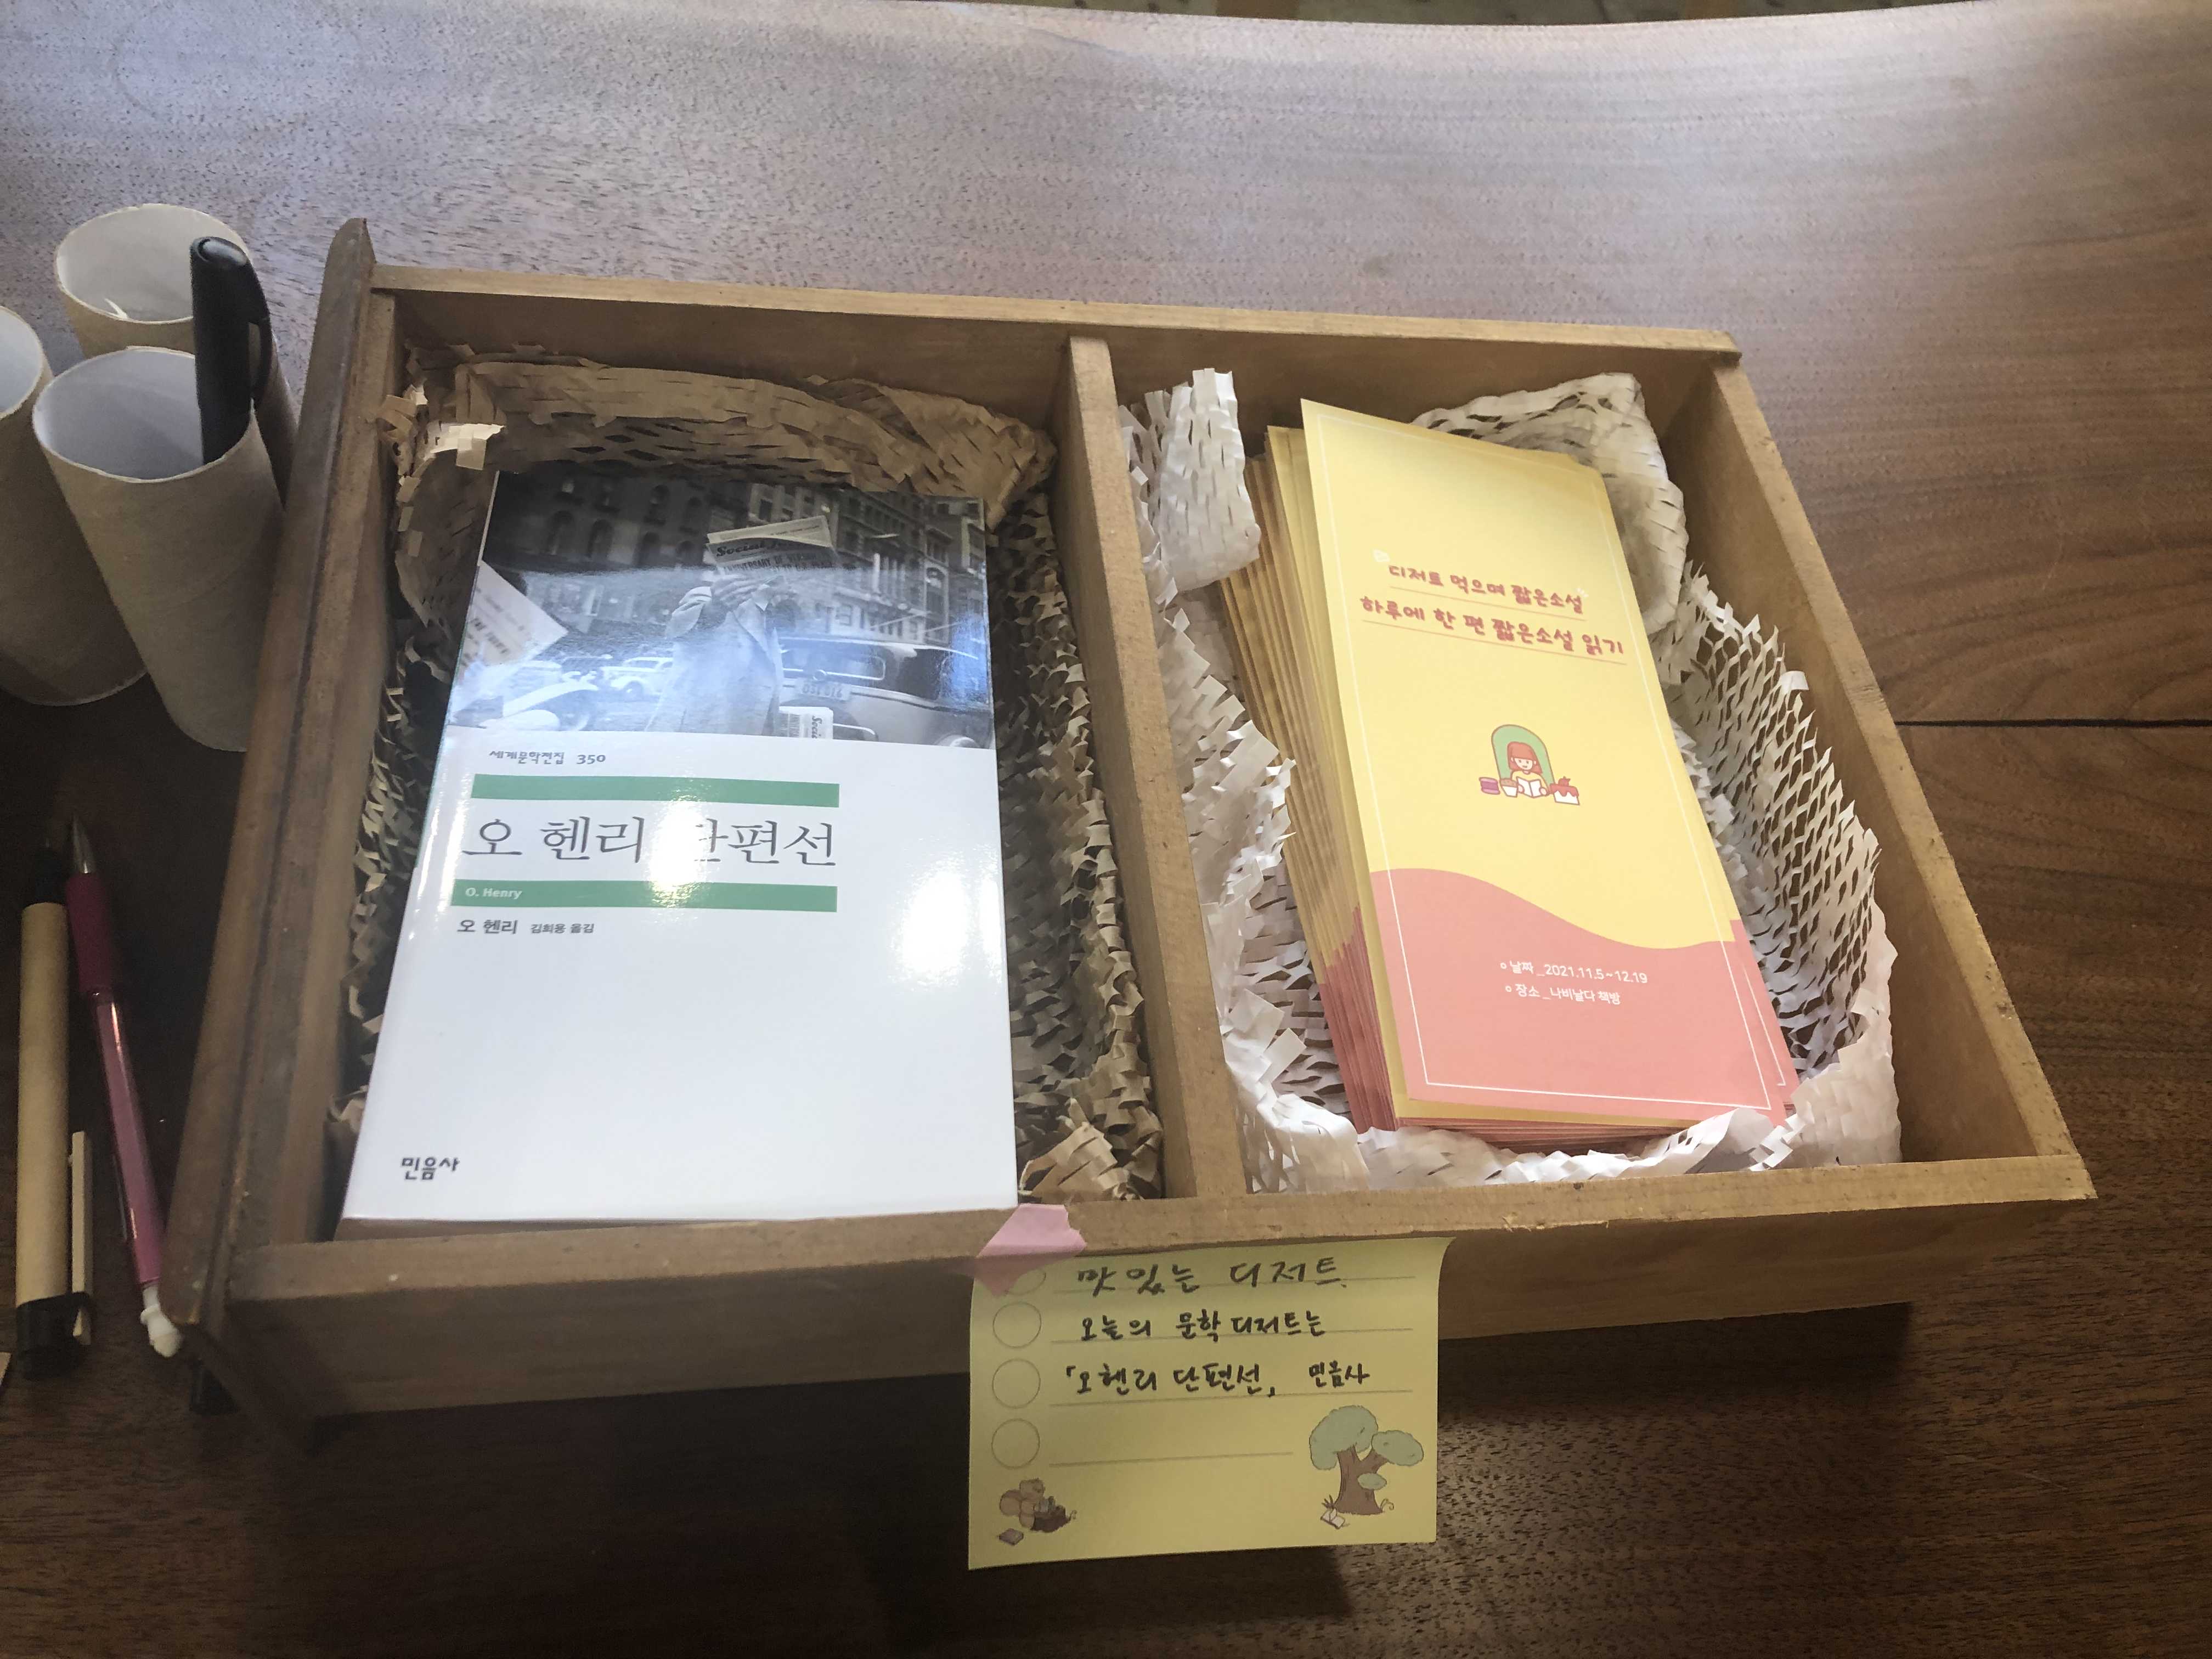 Social
ANNIVERSARY OF
세계문학전집 350
오 헨리 단편선
O. Henry
오 헨리 김희용 옮김
민음사
디저트 먹으며 짧은소설
하루에 한 편 짧은소설 읽기
날짜_2021.11.5~12.19
장소_나비날다 책방
맛있는 디저트
오늘의 문학디저트는
「오헨리 단편선」 민음사